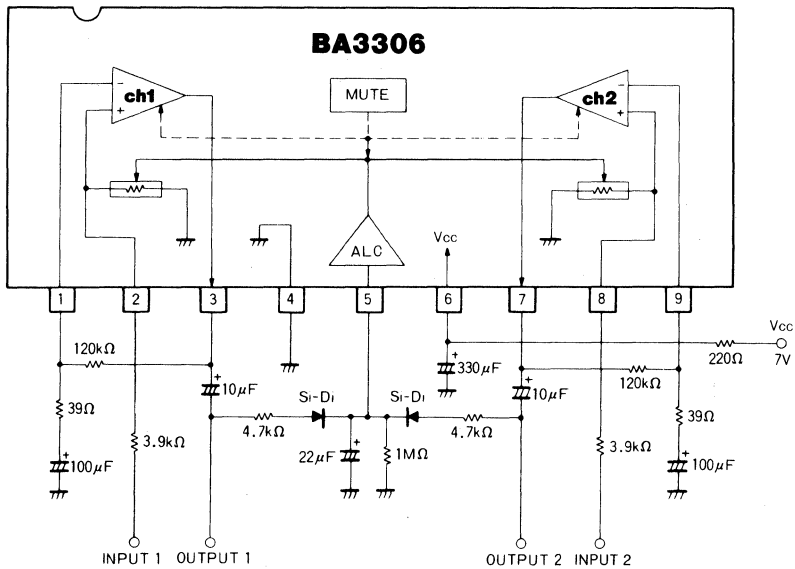 BA3306
ch1
ch2
MUTE
−
+
−
+
ALC
Vcc
1
2
3
4
5
6
7
8
9
120kΩ
Vcc
220Ω
7V
330μF
+
10μF
+
Si-Di
Si-Di
10μF
+
120kΩ
39Ω
39Ω
4.7kΩ
4.7kΩ
3.9kΩ
22μF
+
1MΩ
3.9kΩ
100μF
+
100μF
+
INPUT 1
OUTPUT 1
OUTPUT 2
INPUT 2